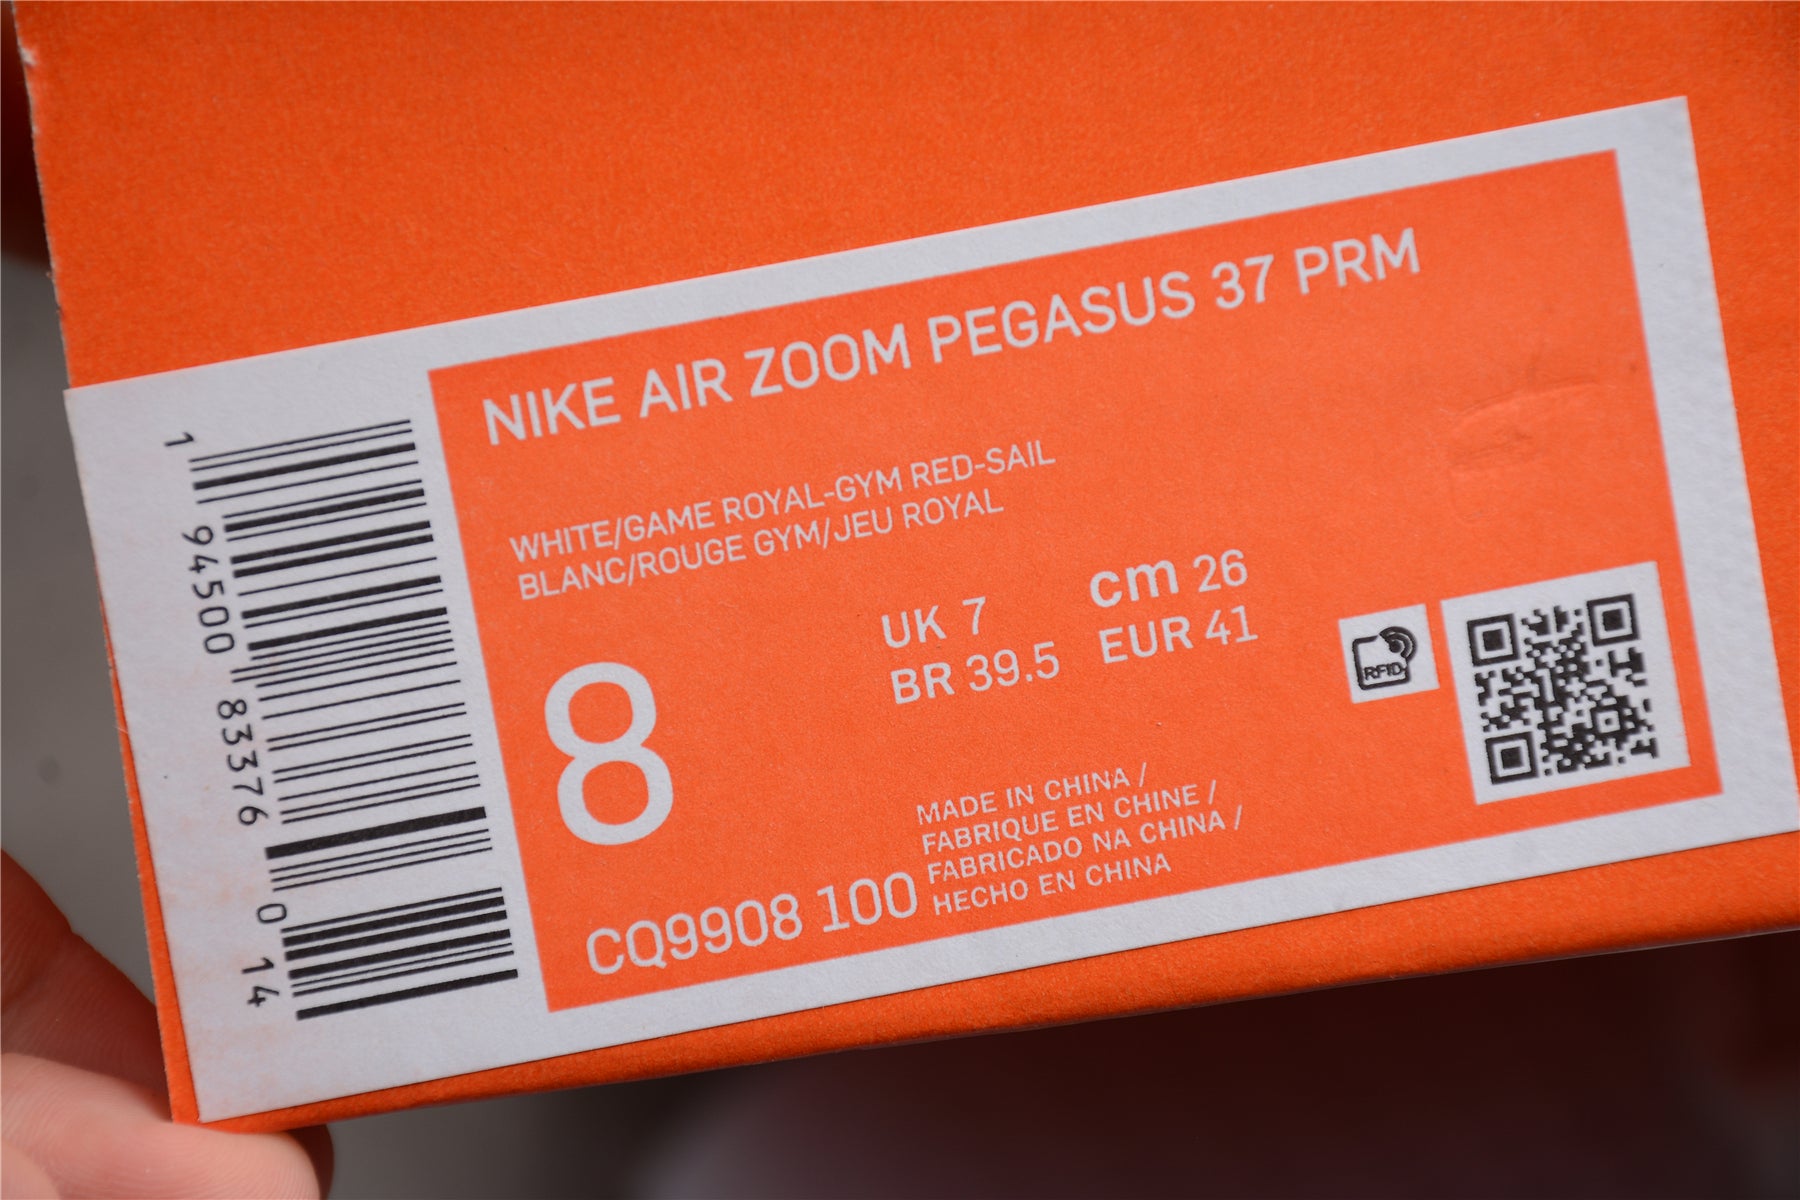 NIKE AIR ZOOM PEGASUS 37 PRM
WHITE/GAME ROYAL-GYM RED-SAIL
BLANC/ROUGE GYM/JEU ROYAL
8
UK 7
BR 39.5
cm 26
EUR 41
RFID
CQ9908 100
MADE IN CHINA /
FABRIQUE EN CHINE /
FABRICADO NA CHINA /
HECHO EN CHINA
1 94500 83376 0 14